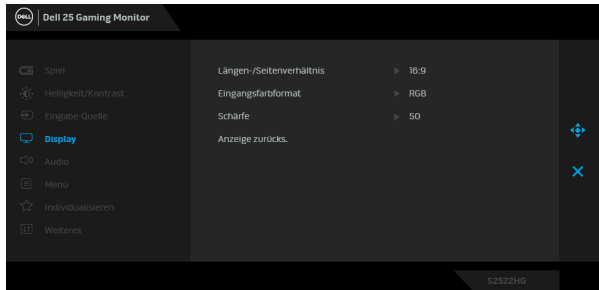 DELL Dell 25 Gaming Monitor
Spiel
Helligkeit/Kontrast
Eingabe-Quelle
Display
Audio
Menü
Individualisieren
Weiteres
Längen-/Seitenverhältnis 16:9
Eingangsfarbformat RGB
Schärfe 50
Anzeige zurücks.
S2522HG